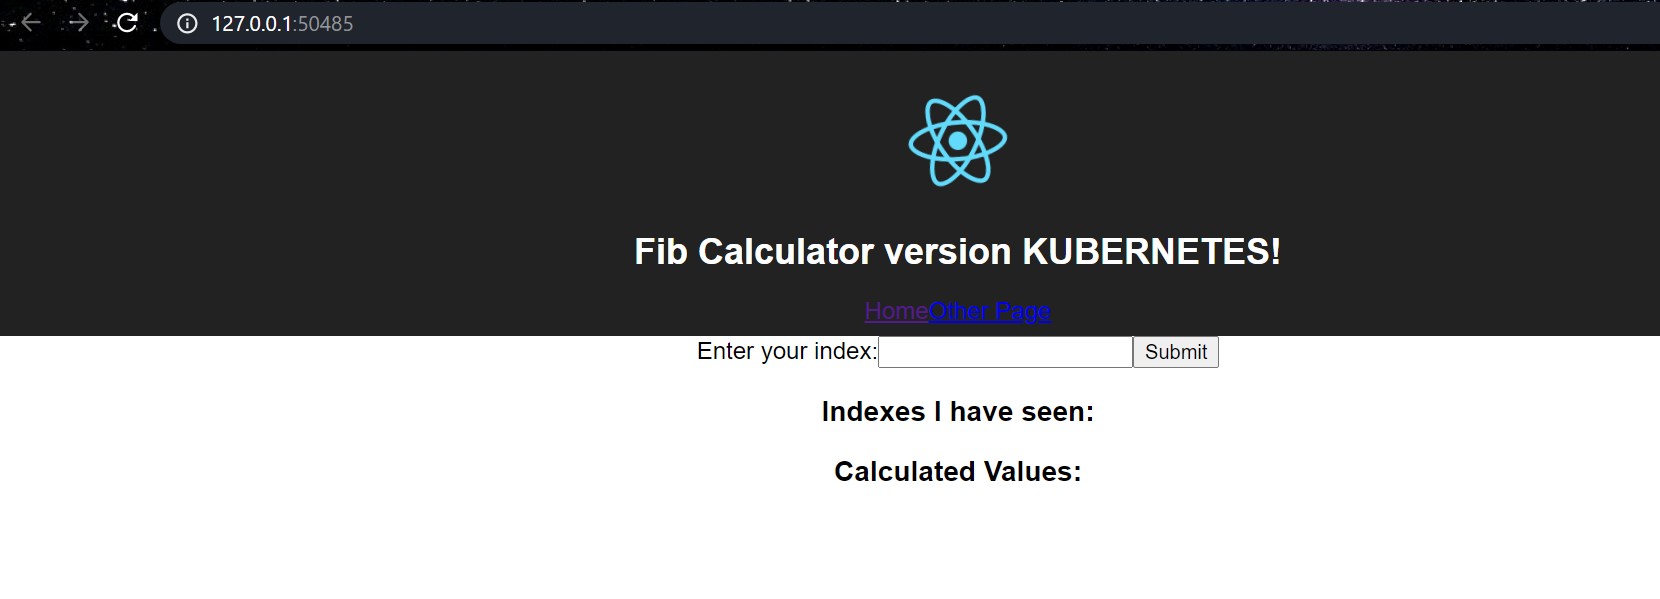 127.0.0.1:50485
Fib Calculator version KUBERNETES!
HomeOther Page
Enter your index: Submit
Indexes I have seen:
Calculated Values: